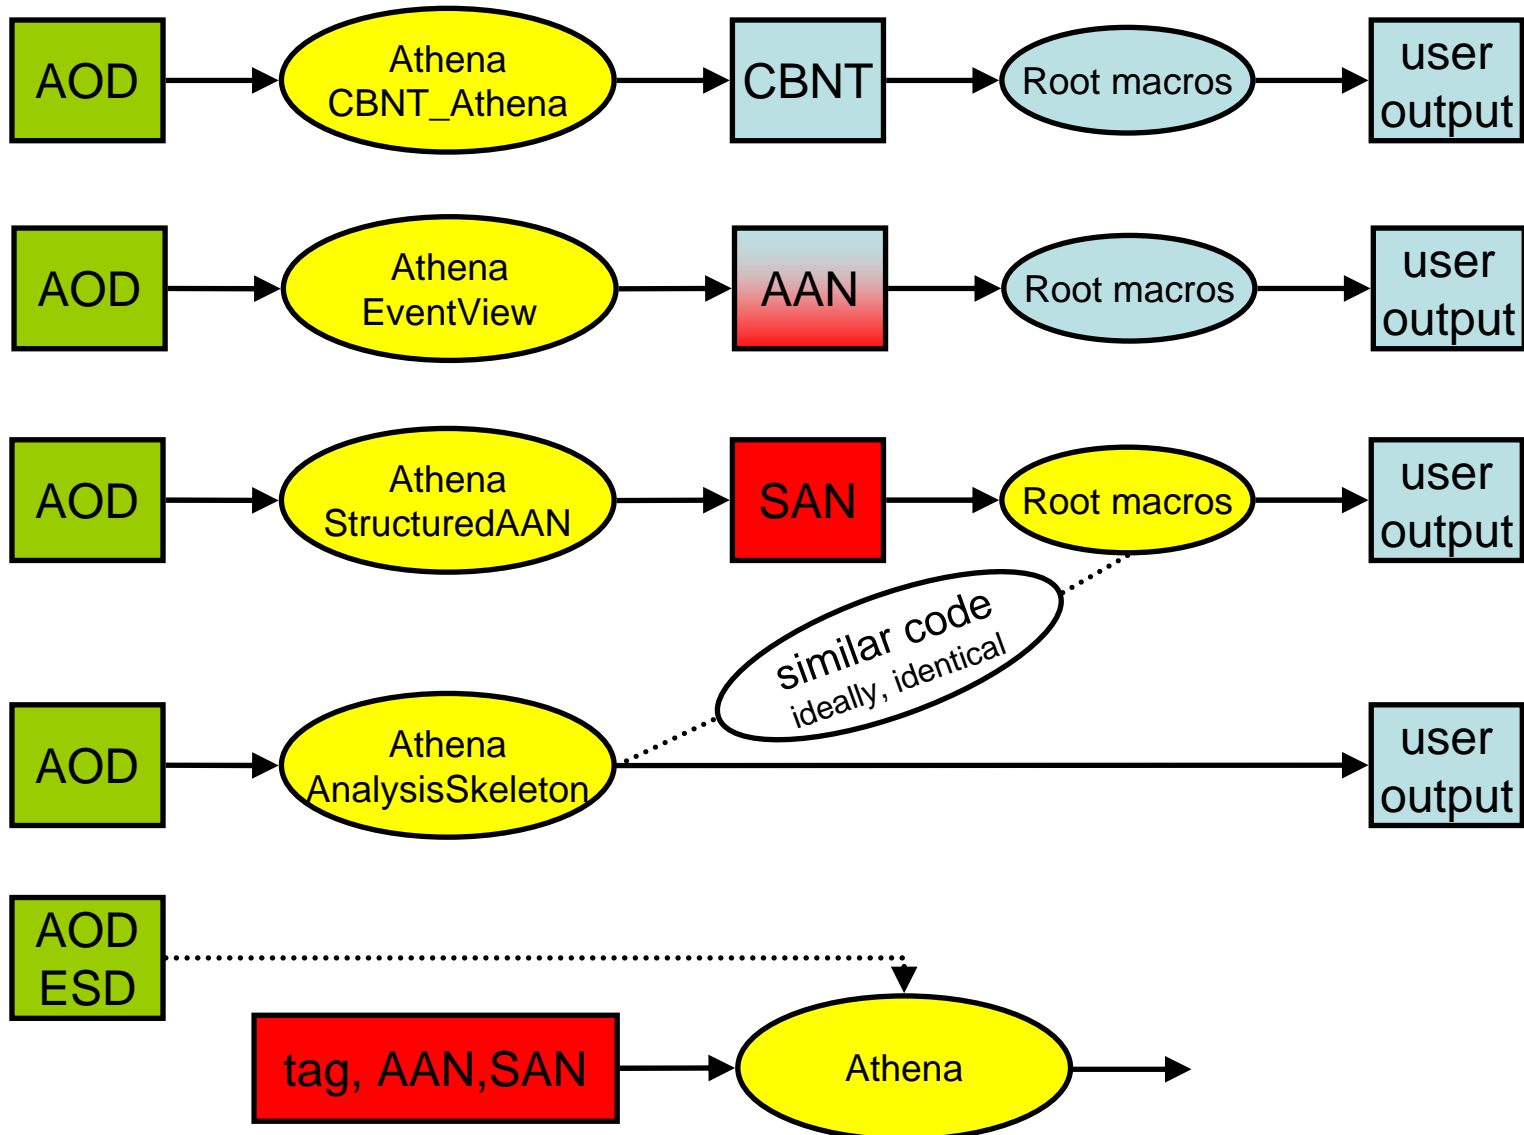 AOD
Athena
CBNT_Athena
CBNT
Root macros
user
output
AOD
Athena
EventView
AAN
Root macros
user
output
AOD
Athena
StructuredAAN
SAN
Root macros
user
output
similar code
ideally, identical
AOD
Athena
AnalysisSkeleton
user
output
AOD
ESD
tag, AAN,SAN
Athena